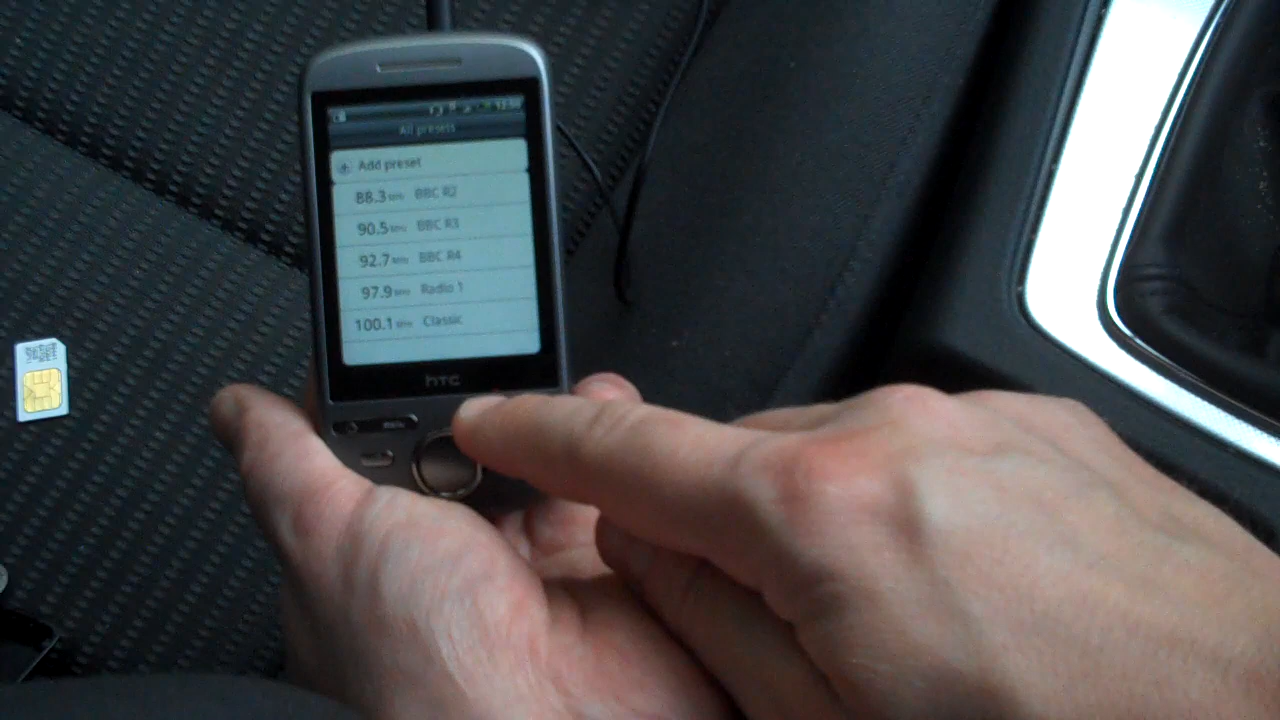 All presets
Add preset
88.3 MHz BBC R2
90.5 MHz BBC R3
92.7 MHz BBC R4
97.9 MHz Radio 1
100.1 MHz Classic
hTC